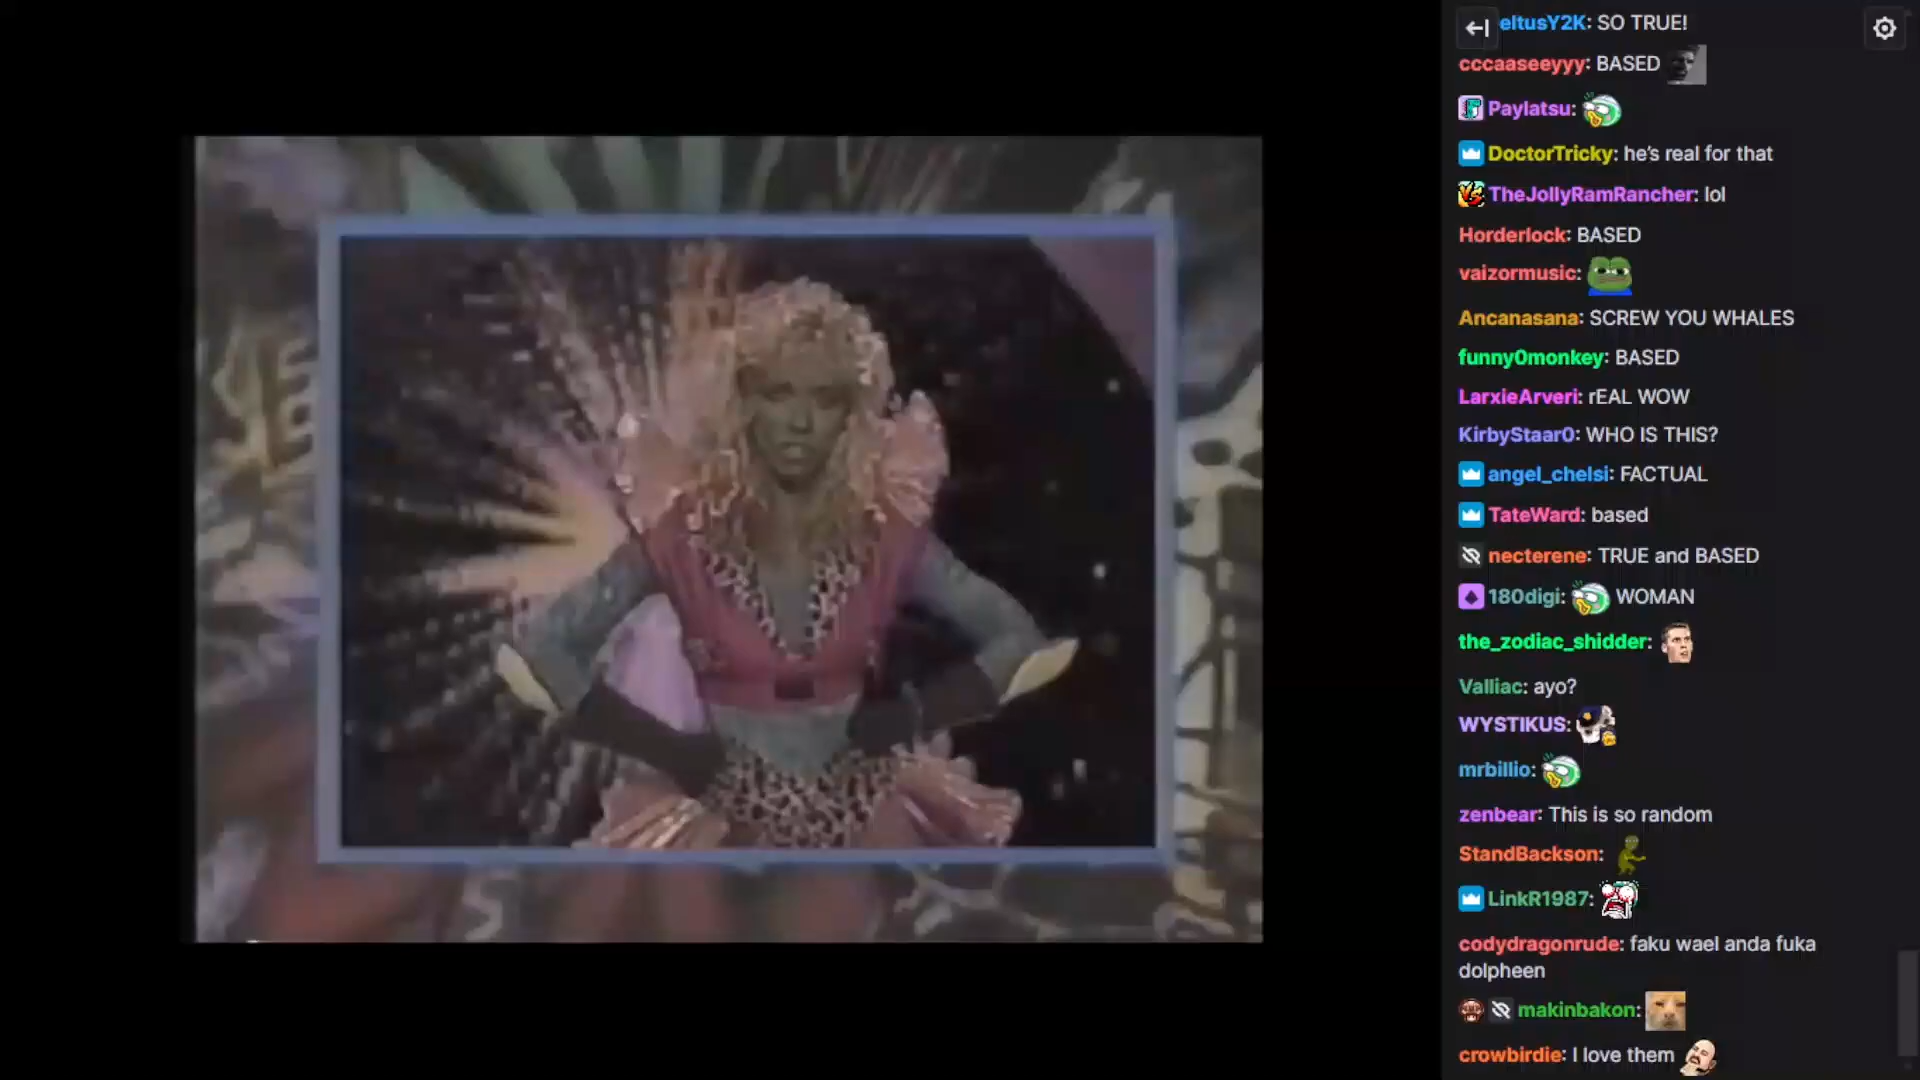 eltusY2K: SO TRUE!
cccaaseeyyy: BASED
Paylatsu:
DoctorTricky: he's real for that
TheJollyRamRancher: lol
Horderlock: BASED
vaizormusic:
Ancanasana: SCREW YOU WHALES
funny0monkey: BASED
LarxieArveri: rEAL WOW
KirbyStaar0: WHO IS THIS?
angel_chelsi: FACTUAL
TateWard: based
necterene: TRUE and BASED
180digi: WOMAN
the_zodiac_shidder:
Valliac: ayo?
WYSTIKUS:
mrbillio:
zenbear: This is so random
StandBackson:
LinkR1987:
codydragonrude: faku wael anda fuka
dolpheen
makinbakon:
crowbirdie: I love them